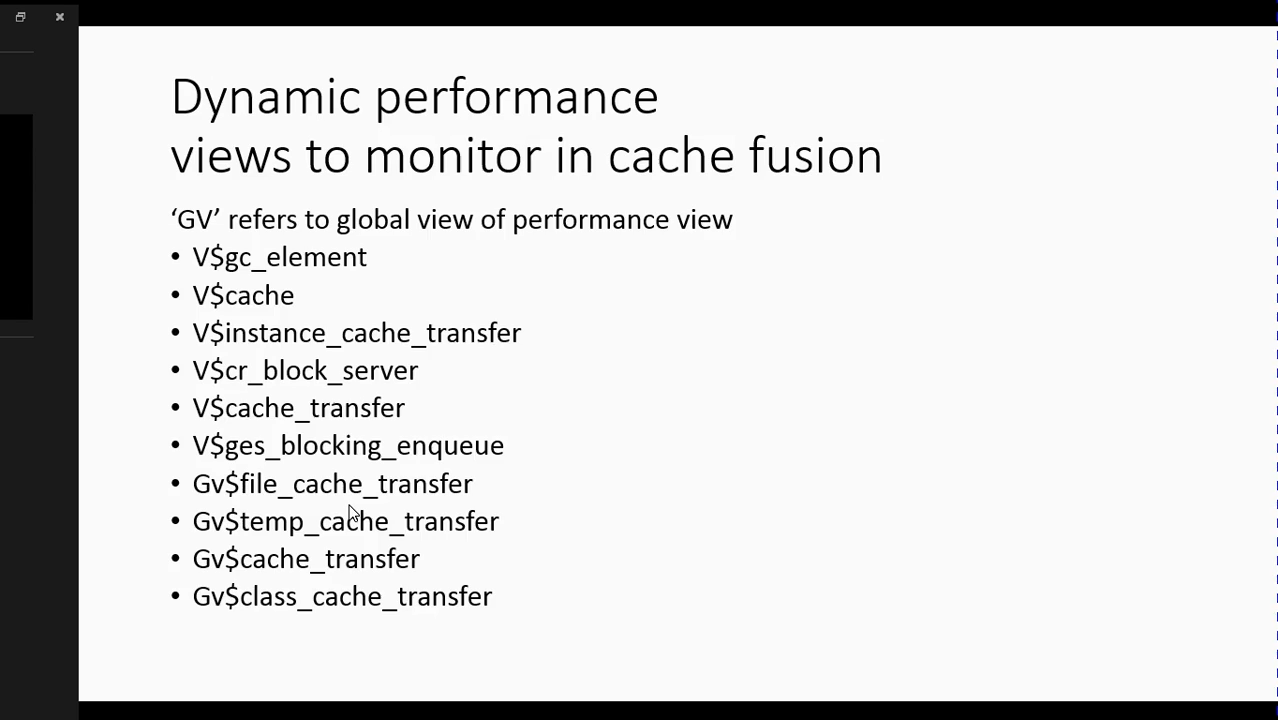 Dynamic performance
views to monitor in cache fusion
‘GV’ refers to global view of performance view
• V$gc_element
• V$cache
• V$instance_cache_transfer
• V$cr_block_server
• V$cache_transfer
• V$ges_blocking_enqueue
• Gv$file_cache_transfer
• Gv$temp_cache_transfer
• Gv$cache_transfer
• Gv$class_cache_transfer